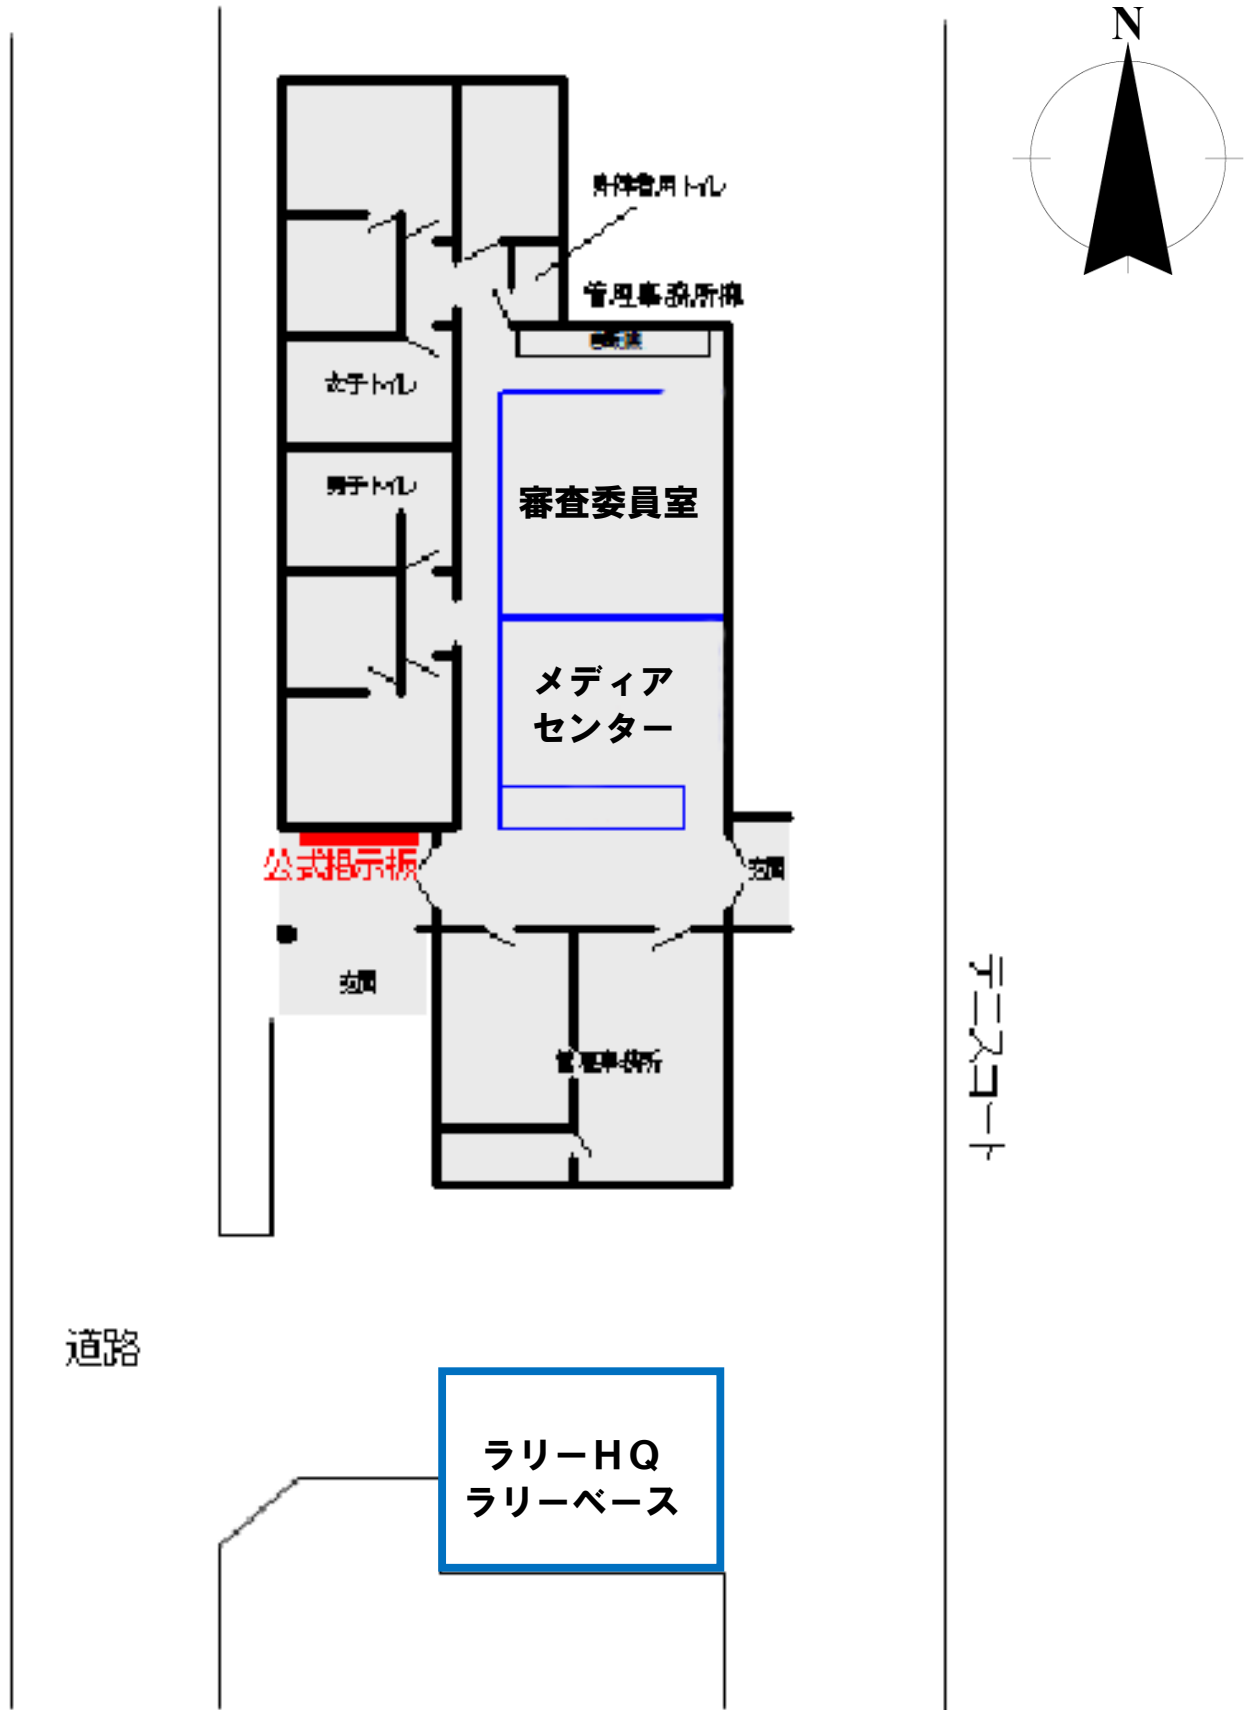 N
身障者用トイレ
管理事務所棟
女子トイレ
男子トイレ
審査委員室
メディア
センター
公式掲示板
玄関
玄関
テニスコート
管理事務所
道路
ラリーＨＱ
ラリーベース